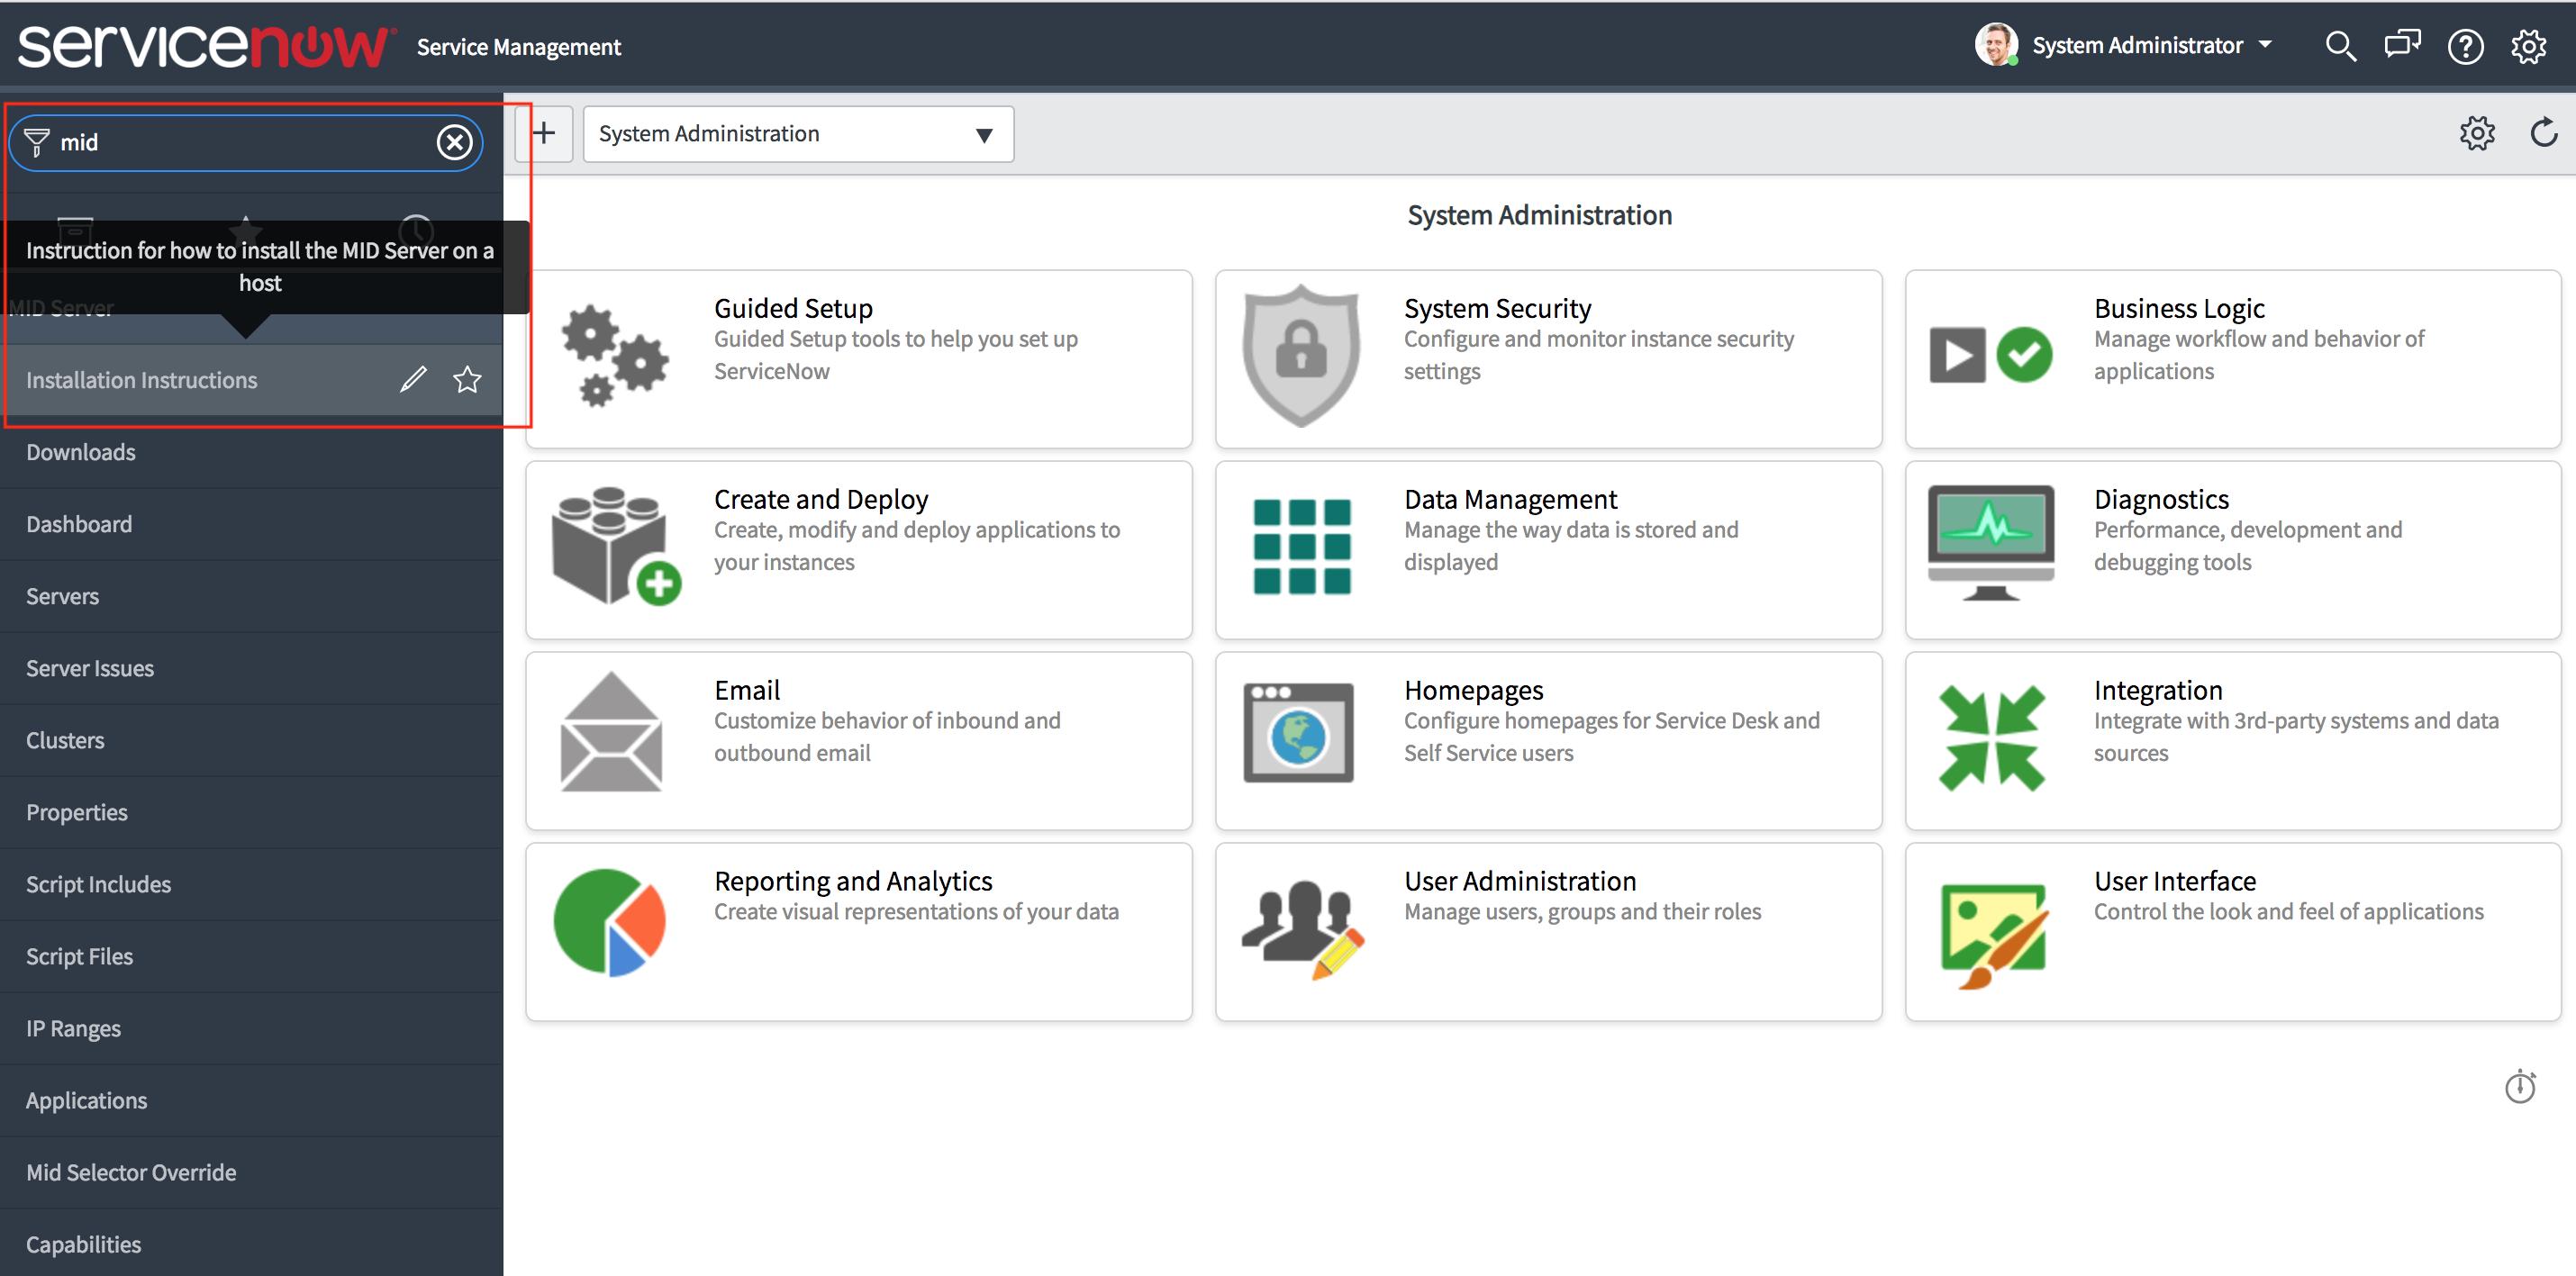 servicenow Service Management
System Administrator
mid
System Administration
Instruction for how to install the MID Server on a
host
MID Server
Installation Instructions
Downloads
Dashboard
Servers
Server Issues
Clusters
Properties
Script Includes
Script Files
IP Ranges
Applications
Mid Selector Override
Capabilities
System Administration
Guided Setup
Guided Setup tools to help you set up
ServiceNow
System Security
Configure and monitor instance security
settings
Business Logic
Manage workflow and behavior of
applications
Create and Deploy
Create, modify and deploy applications to
your instances
Data Management
Manage the way data is stored and
displayed
Diagnostics
Performance, development and
debugging tools
Email
Customize behavior of inbound and
outbound email
Homepages
Configure homepages for Service Desk and
Self Service users
Integration
Integrate with 3rd-party systems and data
sources
Reporting and Analytics
Create visual representations of your data
User Administration
Manage users, groups and their roles
User Interface
Control the look and feel of applications